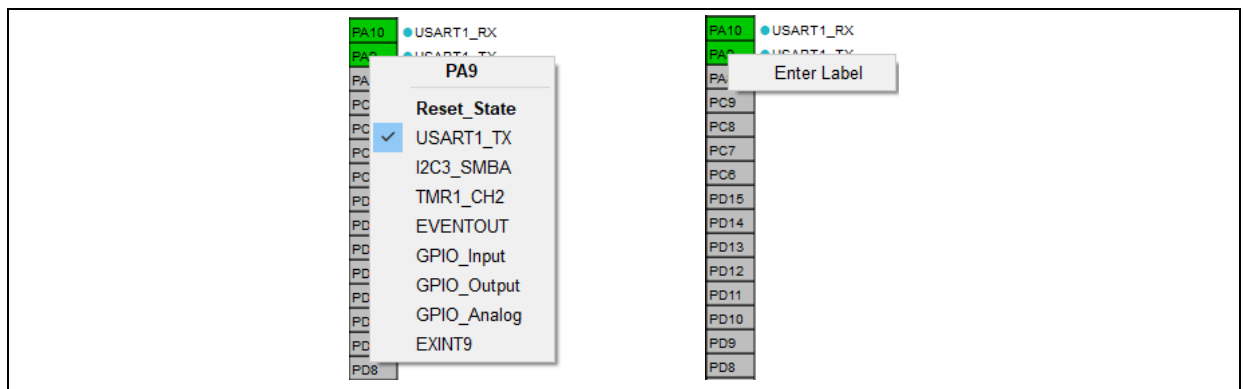 PA10 USART1_RX
PA9
Reset_State
USART1_TX
I2C3_SMBA
TMR1_CH2
EVENTOUT
GPIO_Input
GPIO_Output
GPIO_Analog
EXINT9
PD8
PA10 USART1_RX
Enter Label
PC9
PC8
PC7
PC6
PD15
PD14
PD13
PD12
PD11
PD10
PD9
PD8